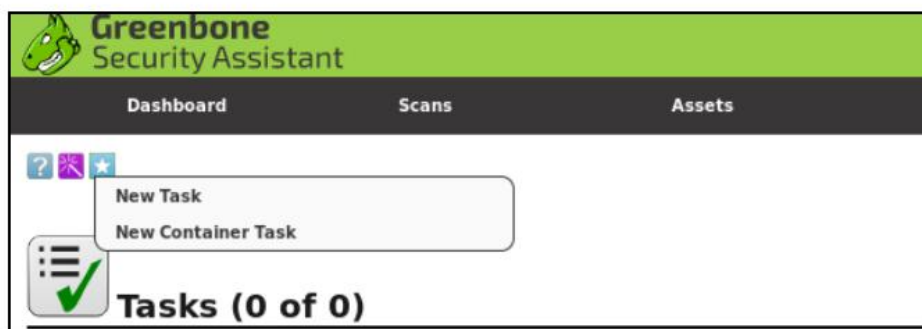 Greenbone
Security Assistant
Dashboard Scans Assets
?
New Task
New Container Task
Tasks (0 of 0)